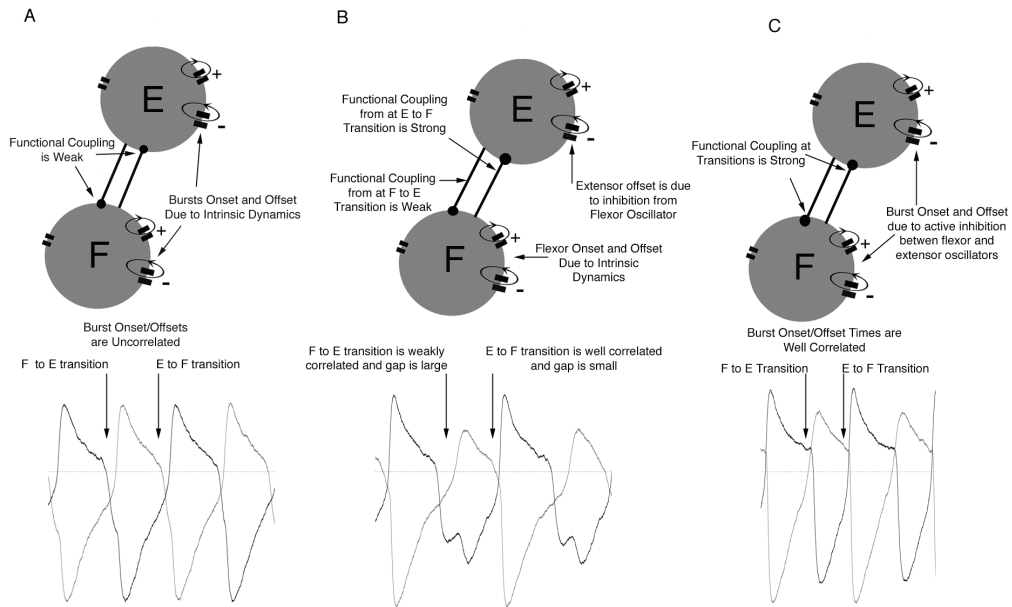 A
E
+
-
Functional Coupling
is Weak
Bursts Onset and Offset
Due to Intrinsic Dynamics
F
+
-
Burst Onset/Offsets
are Uncorrelated
F to E transition
E to F transition
B
E
+
-
Functional Coupling
from at E to F
Transition is Strong
Functional Coupling
from at F to E
Transition is Weak
Extensor offset is due
to inhibition from
Flexor Oscillator
F
+
-
Flexor Onset and Offset
Due to Intrinsic
Dynamics
F to E transition is weakly
correlated and gap is large
E to F transition is well correlated
and gap is small
C
E
+
-
Functional Coupling at
Transitions is Strong
Burst Onset and Offset
due to active inhibition
betwen flexor and
extensor oscillators
F
+
-
Burst Onset/Offset Times are
Well Correlated
F to E Transition
E to F Transition